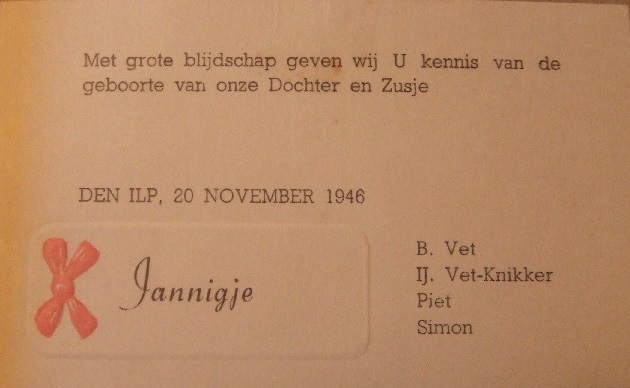 Met grote blijdschap geven wij U kennis van de
geboorte van onze Dochter en Zusje
DEN ILP, 20 NOVEMBER 1946
Jannigje
B. Vet
IJ. Vet-Knikker
Piet
Simon